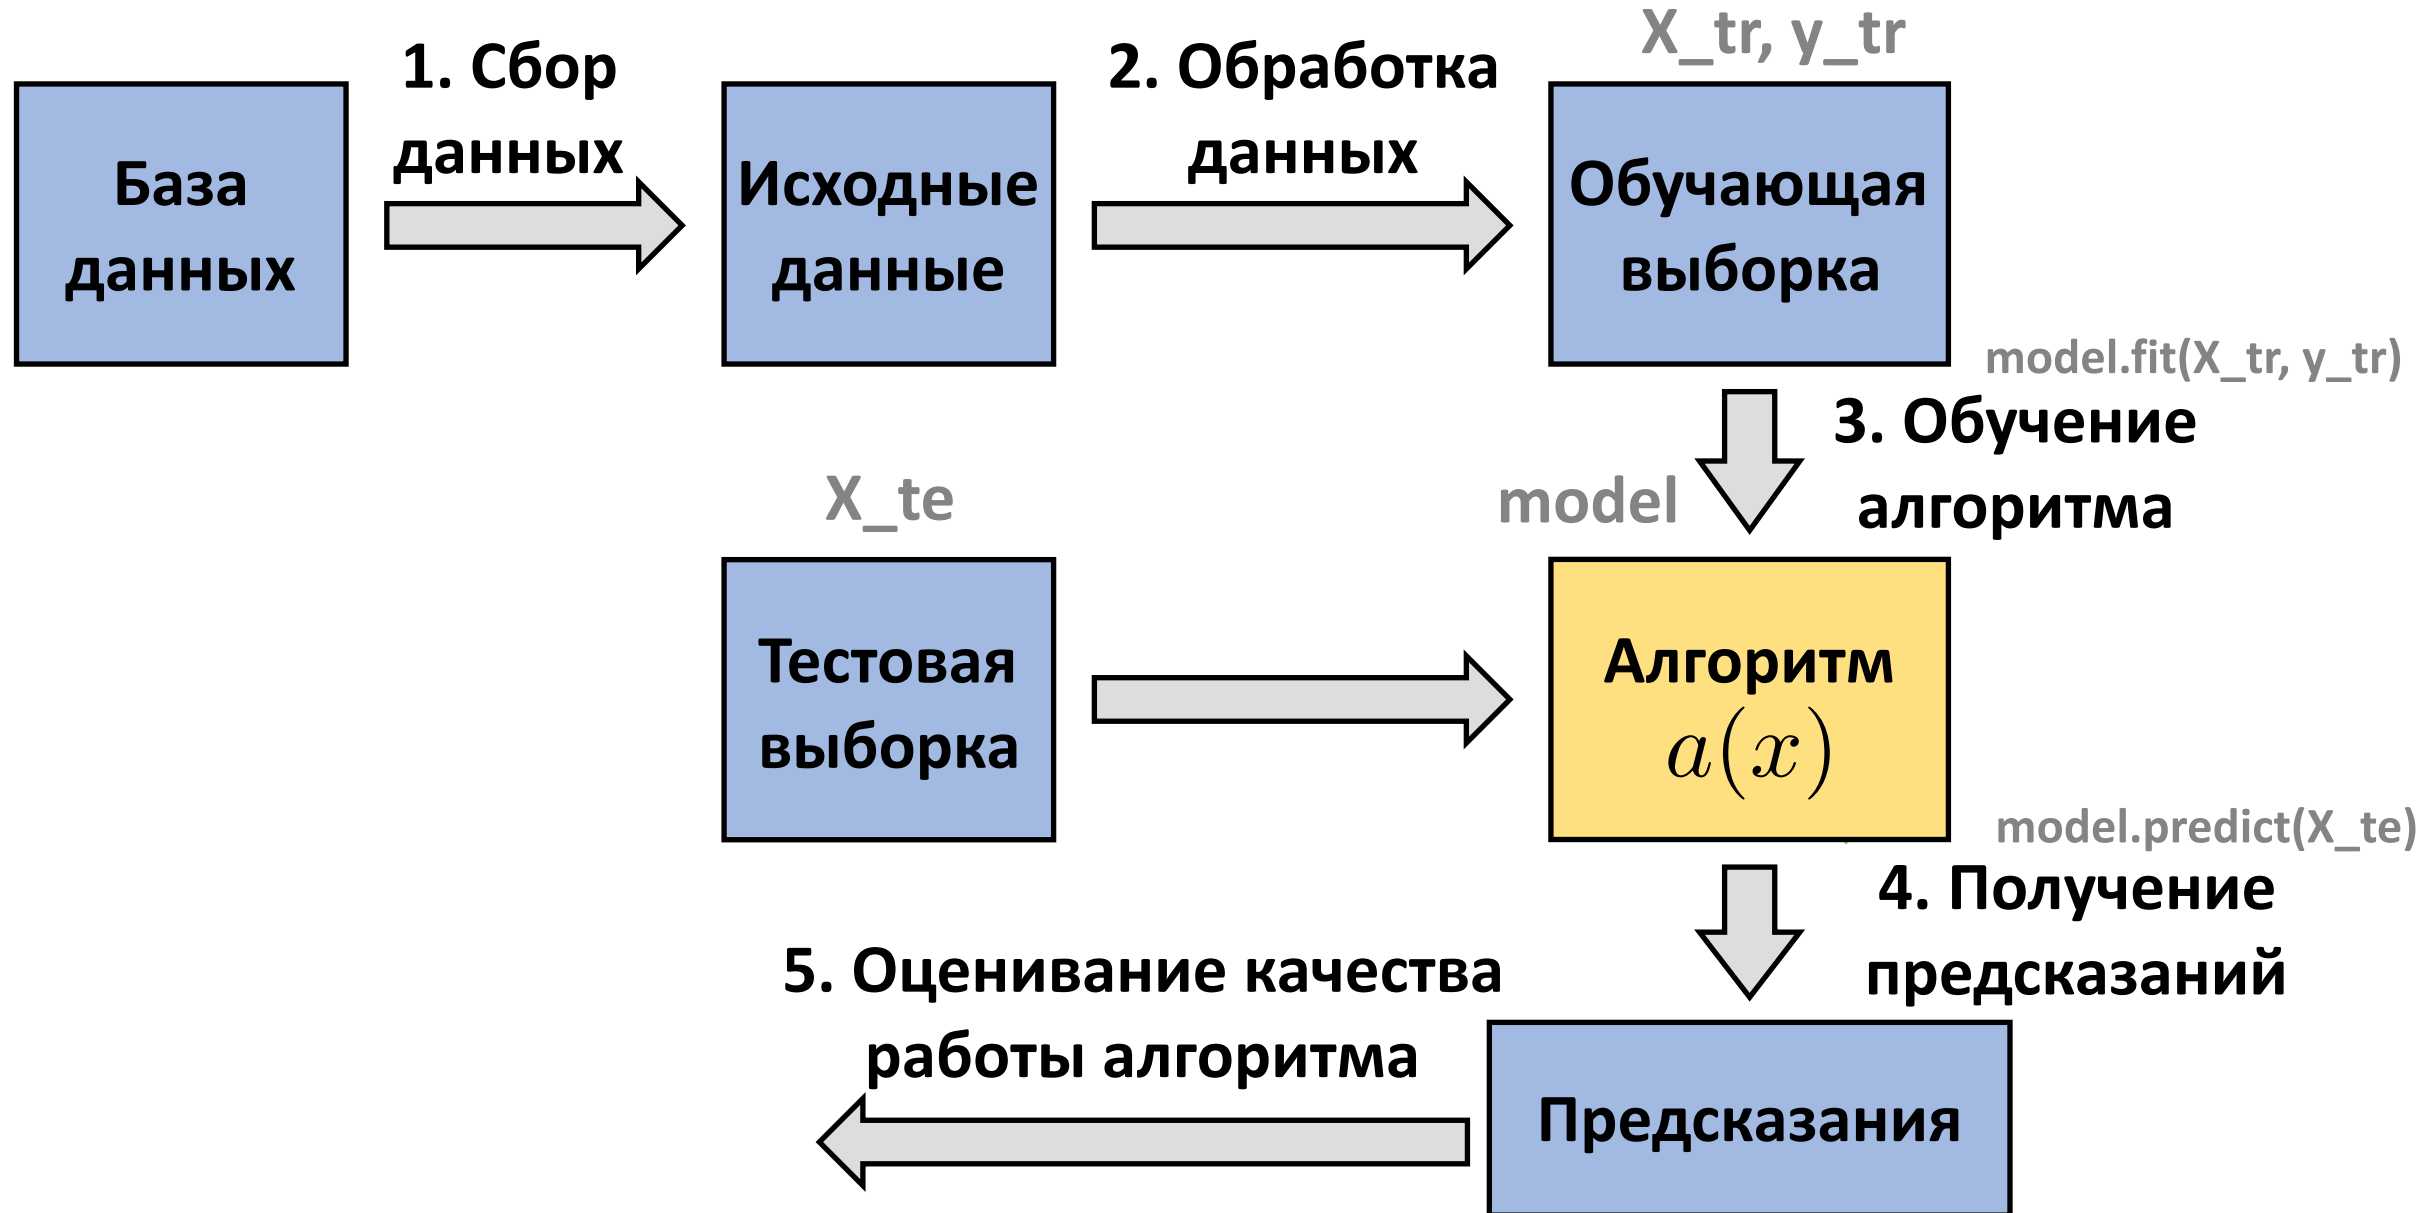 X_tr, y_tr
1. Сбор
данных
2. Обработка
данных
База
данных
Исходные
данные
Обучающая
выборка
model.fit(X_tr, y_tr)
3. Обучение
алгоритма
X_te
model
Тестовая
выборка
Алгоритм
a(x)
model.predict(X_te)
4. Получение
предсказаний
5. Оценивание качества
работы алгоритма
Предсказания